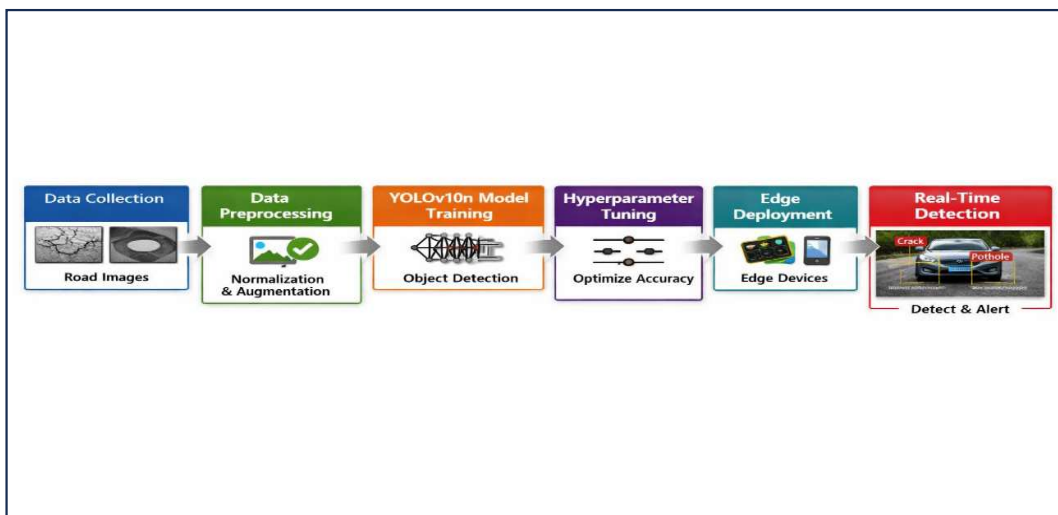 Data Collection
Road Images
Data
Preprocessing
Normalization
& Augmentation
YOLOv10n Model
Training
Object Detection
Hyperparameter
Tuning
Optimize Accuracy
Edge
Deployment
Edge Devices
Real-Time
Detection
Crack
Pothole
Detect & Alert